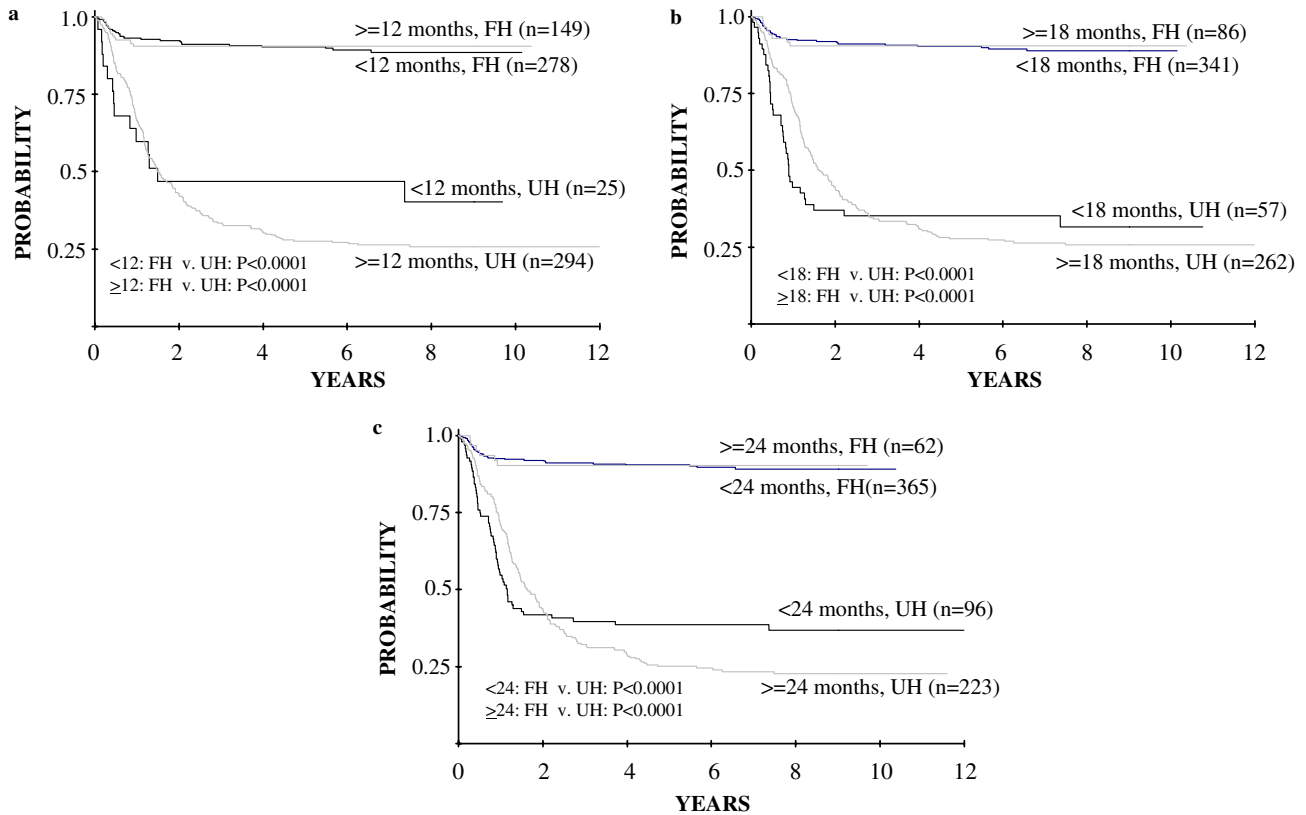 a
PROBABILITY
1.0
0.75
0.5
0.25
>=12 months, FH (n=149)
<12 months, FH (n=278)
<12 months, UH (n=25)
>=12 months, UH (n=294)
<12: FH v. UH: P<0.0001
≥12: FH v. UH: P<0.0001
0 2 4 6 8 10 12
YEARS
b
PROBABILITY
1.0
0.75
0.5
0.25
>=18 months, FH (n=86)
<18 months, FH (n=341)
<18 months, UH (n=57)
>=18 months, UH (n=262)
<18: FH v. UH: P<0.0001
≥18: FH v. UH: P<0.0001
0 2 4 6 8 10 12
YEARS
c
PROBABILITY
1.0
0.75
0.5
0.25
>=24 months, FH (n=62)
<24 months, FH(n=365)
<24 months, UH (n=96)
>=24 months, UH (n=223)
<24: FH v. UH: P<0.0001
≥24: FH v. UH: P<0.0001
0 2 4 6 8 10 12
YEARS